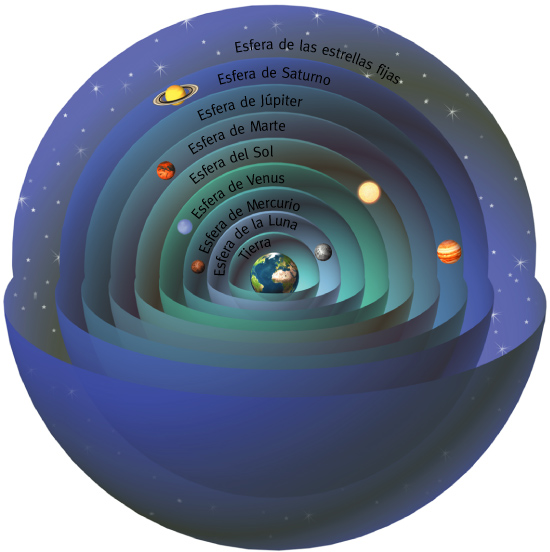 Esfera de las estrellas fijas
Esfera de Saturno
Esfera de Júpiter
Esfera de Marte
Esfera del Sol
Esfera de Venus
Esfera de Mercurio
Esfera de la Luna
Tierra